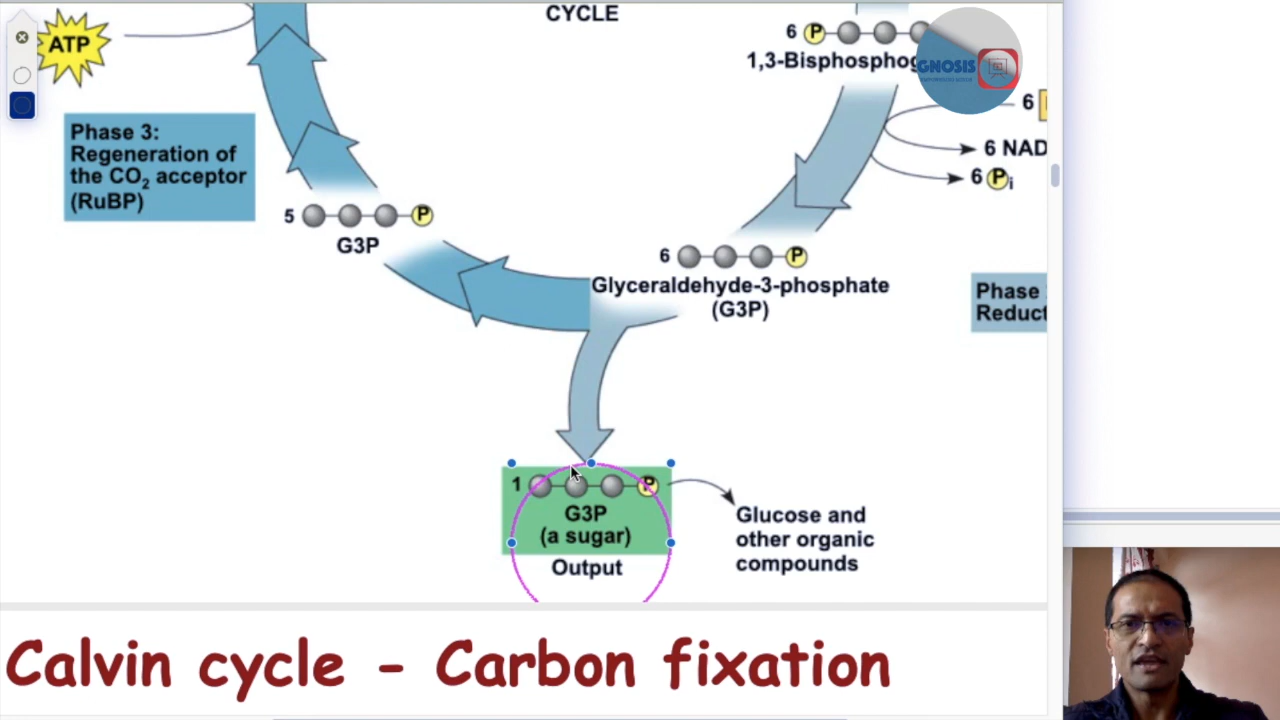 CYCLE
ATP
6 P
1,3-Bisphosphog
GNOSIS
6
6 NAD
6 Pi
Phase 3:
Regeneration of
the CO2 acceptor
(RuBP)
5 P
G3P
6 P
Glyceraldehyde-3-phosphate
(G3P)
Phase
Reduct
1 P
G3P
(a sugar)
Output
Glucose and
other organic
compounds
Calvin cycle - Carbon fixation